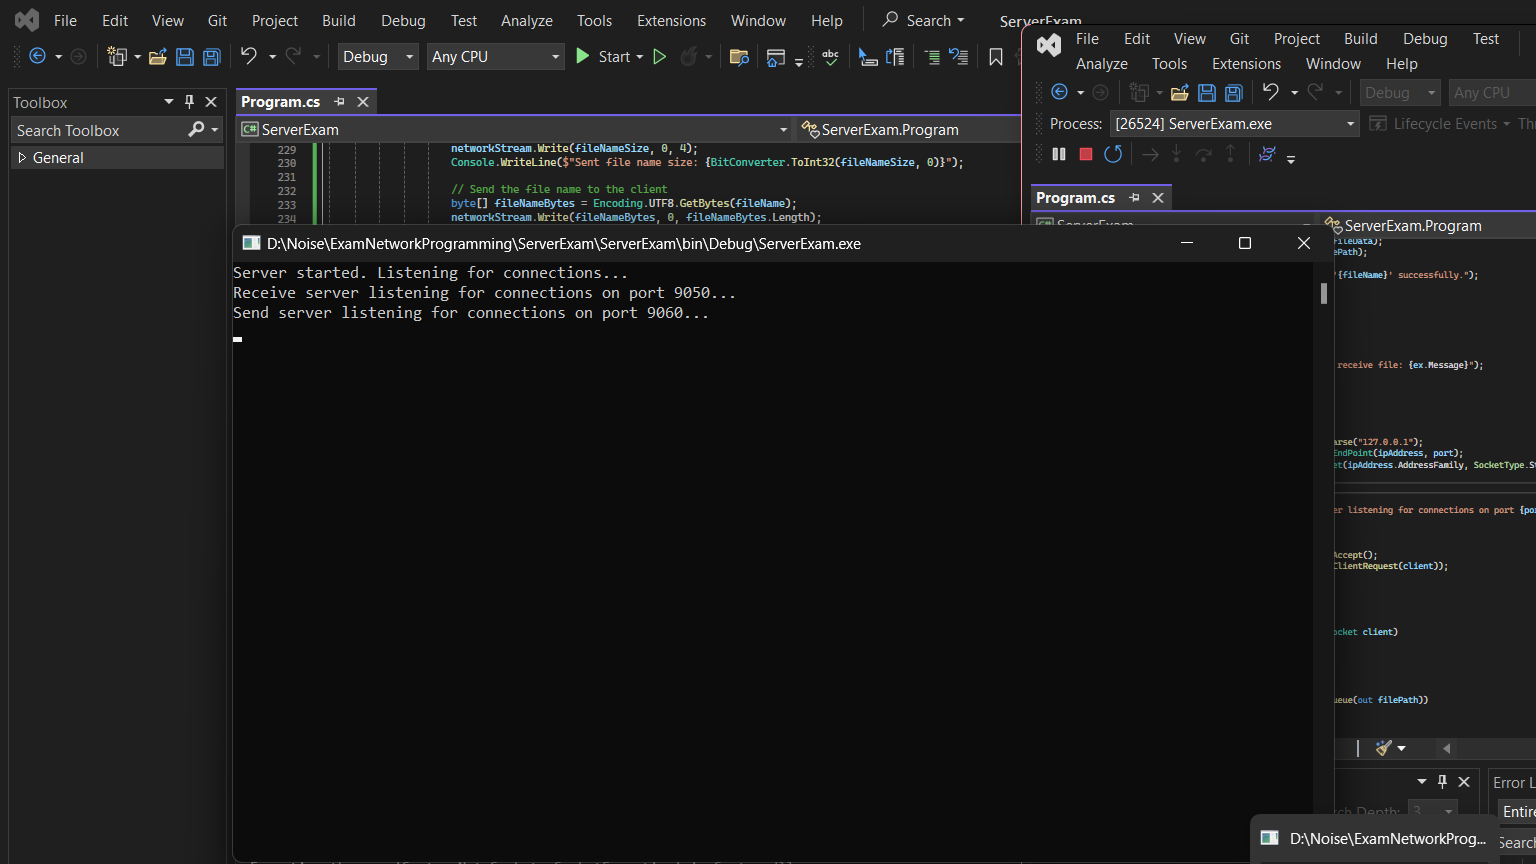 File Edit View Git Project Build Debug Test Analyze Tools Extensions Window Help Search ServerExam
Debug Any CPU Start
Toolbox
Search Toolbox
General
Program.cs
ServerExam ServerExam.Program
229 networkStream.Write(fileNameSize, 0, 4);
230 Console.WriteLine($"Sent file name size: {BitConverter.ToInt32(fileNameSize, 0)}");
231
232 // Send the file name to the client
233 byte[] fileNameBytes = Encoding.UTF8.GetBytes(fileName);
234 networkStream.Write(fileNameBytes, 0, fileNameBytes.Length);
File Edit View Git Project Build Debug Test
Analyze Tools Extensions Window Help
Debug Any CPU
Process: [26524] ServerExam.exe Lifecycle Events
Program.cs
ServerExam ServerExam.Program
D:\Noise\ExamNetworkProgramming\ServerExam\ServerExam\bin\Debug\ServerExam.exe
Server started. Listening for connections...
Receive server listening for connections on port 9050...
Send server listening for connections on port 9060...
fileData);
ePath);
'{fileName}' successfully.");
receive file: {ex.Message}");
arse("127.0.0.1");
EndPoint(ipAddress, port);
et(ipAddress.AddressFamily, SocketType.St
er listening for connections on port {por
Accept();
ClientRequest(client));
ocket client)
ueue(out filePath))
ch Depth: 3
Error L
Entire
Search
D:\Noise\ExamNetworkProg...